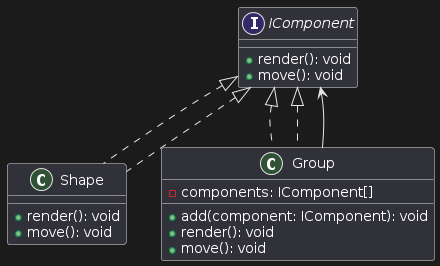 I IComponent
render(): void
move(): void
C Shape
render(): void
move(): void
C Group
components: IComponent[]
add(component: IComponent): void
render(): void
move(): void